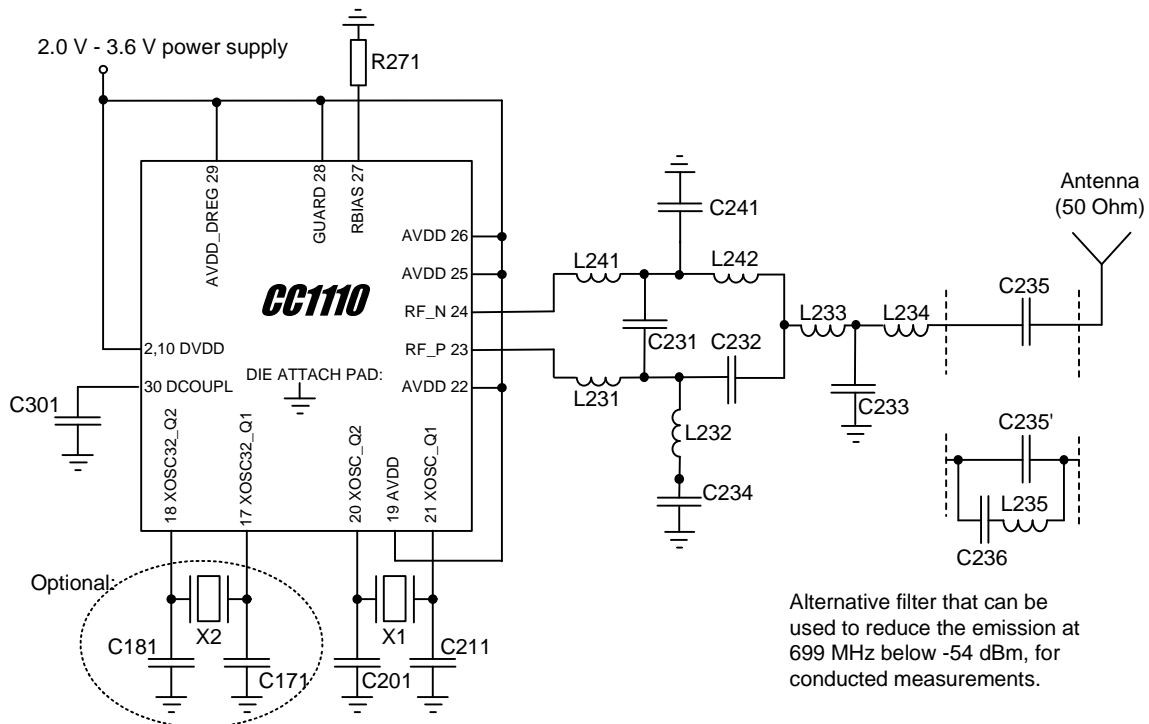 2.0 V - 3.6 V power supply
R271
AVDD_DREG 29
GUARD 28
RBIAS 27
AVDD 26
AVDD 25
CC1110
RF_N 24
2,10 DVDD
RF_P 23
30 DCOUPL
DIE ATTACH PAD:
AVDD 22
C301
18 XOSC32_Q2
17 XOSC32_Q1
20 XOSC_Q2
19 AVDD
21 XOSC_Q1
Optional:
X2
X1
C181
C171
C201
C211
C241
L241
L242
C231
C232
L231
L232
C234
L233
L234
C233
Antenna
(50 Ohm)
C235
C235'
L235
C236
Alternative filter that can be
used to reduce the emission at
699 MHz below -54 dBm, for
conducted measurements.